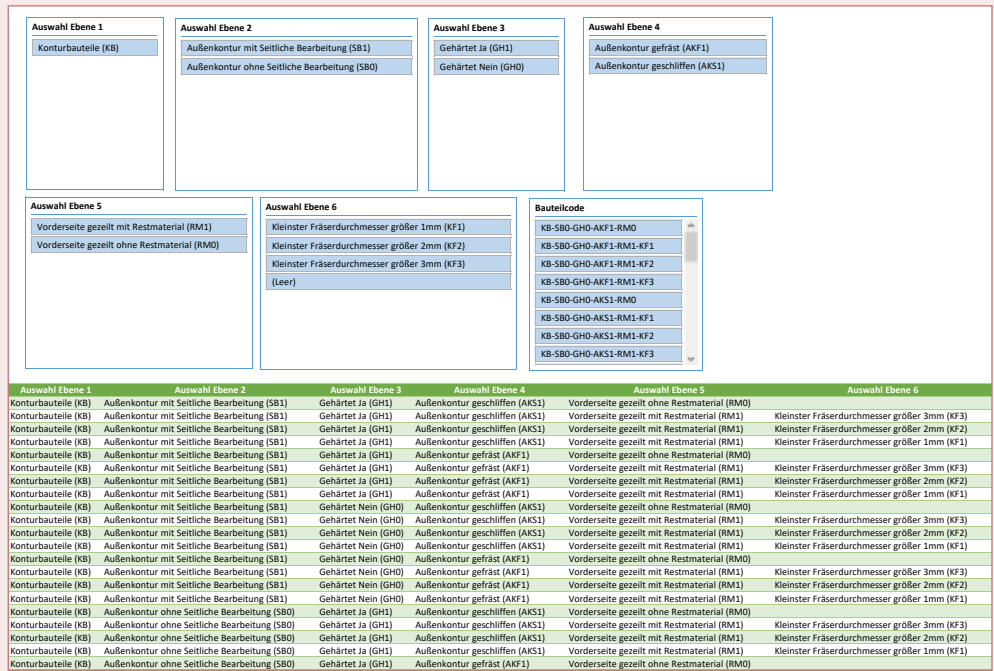 Auswahl Ebene 1
Konturbauteile (KB)
Auswahl Ebene 2
Außenkontur mit Seitliche Bearbeitung (SB1)
Außenkontur ohne Seitliche Bearbeitung (SB0)
Auswahl Ebene 3
Gehärtet Ja (GH1)
Gehärtet Nein (GH0)
Auswahl Ebene 4
Außenkontur gefräst (AKF1)
Außenkontur geschliffen (AKS1)
Auswahl Ebene 5
Vorderseite gezeilt mit Restmaterial (RM1)
Vorderseite gezeilt ohne Restmaterial (RM0)
Auswahl Ebene 6
Kleinster Fräserdurchmesser größer 1mm (KF1)
Kleinster Fräserdurchmesser größer 2mm (KF2)
Kleinster Fräserdurchmesser größer 3mm (KF3)
(Leer)
Bauteilcode
KB-SB0-GH0-AKF1-RM0
KB-SB0-GH0-AKF1-RM1-KF1
KB-SB0-GH0-AKF1-RM1-KF2
KB-SB0-GH0-AKF1-RM1-KF3
KB-SB0-GH0-AKS1-RM0
KB-SB0-GH0-AKS1-RM1-KF1
KB-SB0-GH0-AKS1-RM1-KF2
KB-SB0-GH0-AKS1-RM1-KF3
Auswahl Ebene 1 Auswahl Ebene 2 Auswahl Ebene 3 Auswahl Ebene 4 Auswahl Ebene 5 Auswahl Ebene 6
Konturbauteile (KB) Außenkontur mit Seitliche Bearbeitung (SB1) Gehärtet Ja (GH1) Außenkontur geschliffen (AKS1) Vorderseite gezeilt ohne Restmaterial (RM0)
Konturbauteile (KB) Außenkontur mit Seitliche Bearbeitung (SB1) Gehärtet Ja (GH1) Außenkontur geschliffen (AKS1) Vorderseite gezeilt mit Restmaterial (RM1) Kleinster Fräserdurchmesser größer 3mm (KF3)
Konturbauteile (KB) Außenkontur mit Seitliche Bearbeitung (SB1) Gehärtet Ja (GH1) Außenkontur geschliffen (AKS1) Vorderseite gezeilt mit Restmaterial (RM1) Kleinster Fräserdurchmesser größer 2mm (KF2)
Konturbauteile (KB) Außenkontur mit Seitliche Bearbeitung (SB1) Gehärtet Ja (GH1) Außenkontur geschliffen (AKS1) Vorderseite gezeilt mit Restmaterial (RM1) Kleinster Fräserdurchmesser größer 1mm (KF1)
Konturbauteile (KB) Außenkontur mit Seitliche Bearbeitung (SB1) Gehärtet Ja (GH1) Außenkontur gefräst (AKF1) Vorderseite gezeilt ohne Restmaterial (RM0)
Konturbauteile (KB) Außenkontur mit Seitliche Bearbeitung (SB1) Gehärtet Ja (GH1) Außenkontur gefräst (AKF1) Vorderseite gezeilt mit Restmaterial (RM1) Kleinster Fräserdurchmesser größer 3mm (KF3)
Konturbauteile (KB) Außenkontur mit Seitliche Bearbeitung (SB1) Gehärtet Ja (GH1) Außenkontur gefräst (AKF1) Vorderseite gezeilt mit Restmaterial (RM1) Kleinster Fräserdurchmesser größer 2mm (KF2)
Konturbauteile (KB) Außenkontur mit Seitliche Bearbeitung (SB1) Gehärtet Ja (GH1) Außenkontur gefräst (AKF1) Vorderseite gezeilt mit Restmaterial (RM1) Kleinster Fräserdurchmesser größer 1mm (KF1)
Konturbauteile (KB) Außenkontur mit Seitliche Bearbeitung (SB1) Gehärtet Nein (GH0) Außenkontur geschliffen (AKS1) Vorderseite gezeilt ohne Restmaterial (RM0)
Konturbauteile (KB) Außenkontur mit Seitliche Bearbeitung (SB1) Gehärtet Nein (GH0) Außenkontur geschliffen (AKS1) Vorderseite gezeilt mit Restmaterial (RM1) Kleinster Fräserdurchmesser größer 3mm (KF3)
Konturbauteile (KB) Außenkontur mit Seitliche Bearbeitung (SB1) Gehärtet Nein (GH0) Außenkontur geschliffen (AKS1) Vorderseite gezeilt mit Restmaterial (RM1) Kleinster Fräserdurchmesser größer 2mm (KF2)
Konturbauteile (KB) Außenkontur mit Seitliche Bearbeitung (SB1) Gehärtet Nein (GH0) Außenkontur geschliffen (AKS1) Vorderseite gezeilt mit Restmaterial (RM1) Kleinster Fräserdurchmesser größer 1mm (KF1)
Konturbauteile (KB) Außenkontur mit Seitliche Bearbeitung (SB1) Gehärtet Nein (GH0) Außenkontur gefräst (AKF1) Vorderseite gezeilt ohne Restmaterial (RM0)
Konturbauteile (KB) Außenkontur mit Seitliche Bearbeitung (SB1) Gehärtet Nein (GH0) Außenkontur gefräst (AKF1) Vorderseite gezeilt mit Restmaterial (RM1) Kleinster Fräserdurchmesser größer 3mm (KF3)
Konturbauteile (KB) Außenkontur mit Seitliche Bearbeitung (SB1) Gehärtet Nein (GH0) Außenkontur gefräst (AKF1) Vorderseite gezeilt mit Restmaterial (RM1) Kleinster Fräserdurchmesser größer 2mm (KF2)
Konturbauteile (KB) Außenkontur mit Seitliche Bearbeitung (SB1) Gehärtet Nein (GH0) Außenkontur gefräst (AKF1) Vorderseite gezeilt mit Restmaterial (RM1) Kleinster Fräserdurchmesser größer 1mm (KF1)
Konturbauteile (KB) Außenkontur ohne Seitliche Bearbeitung (SB0) Gehärtet Ja (GH1) Außenkontur geschliffen (AKS1) Vorderseite gezeilt ohne Restmaterial (RM0)
Konturbauteile (KB) Außenkontur ohne Seitliche Bearbeitung (SB0) Gehärtet Ja (GH1) Außenkontur geschliffen (AKS1) Vorderseite gezeilt mit Restmaterial (RM1) Kleinster Fräserdurchmesser größer 3mm (KF3)
Konturbauteile (KB) Außenkontur ohne Seitliche Bearbeitung (SB0) Gehärtet Ja (GH1) Außenkontur geschliffen (AKS1) Vorderseite gezeilt mit Restmaterial (RM1) Kleinster Fräserdurchmesser größer 2mm (KF2)
Konturbauteile (KB) Außenkontur ohne Seitliche Bearbeitung (SB0) Gehärtet Ja (GH1) Außenkontur geschliffen (AKS1) Vorderseite gezeilt mit Restmaterial (RM1) Kleinster Fräserdurchmesser größer 1mm (KF1)
Konturbauteile (KB) Außenkontur ohne Seitliche Bearbeitung (SB0) Gehärtet Ja (GH1) Außenkontur gefräst (AKF1) Vorderseite gezeilt ohne Restmaterial (RM0)